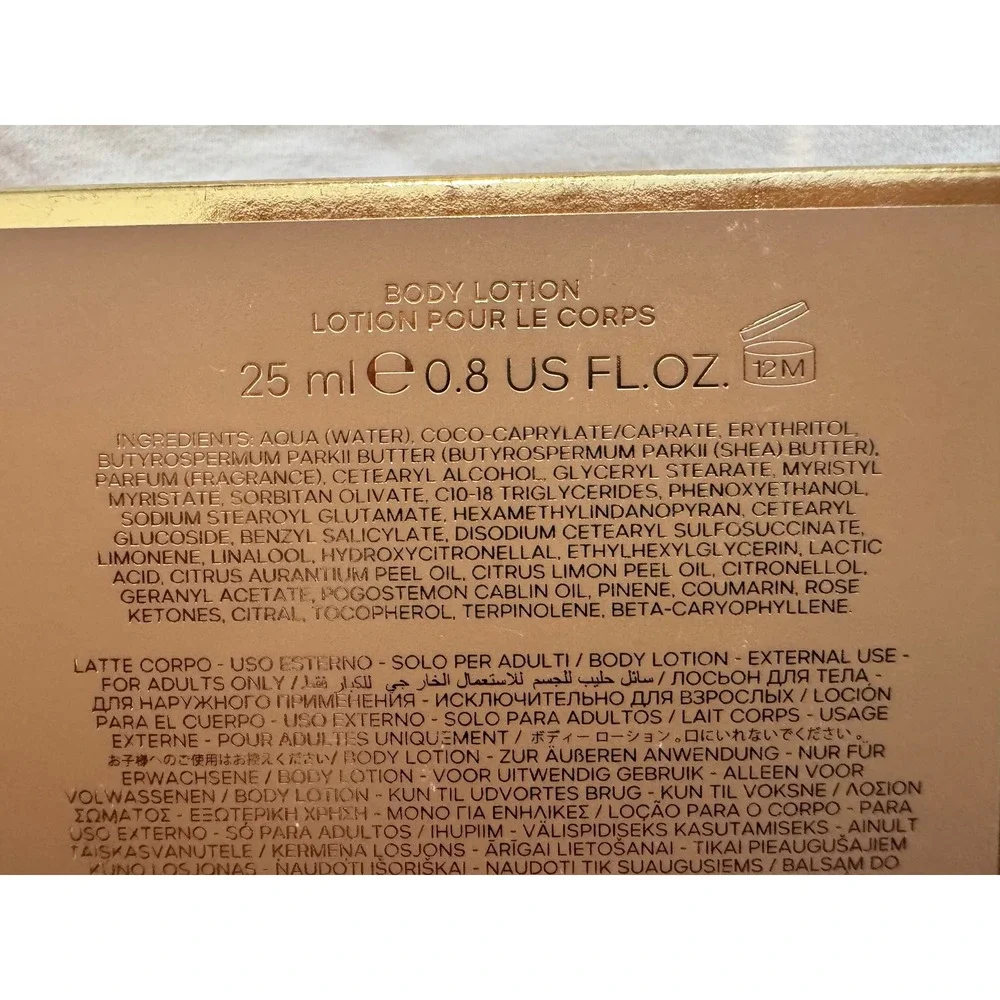 BODY LOTION
LOTION POUR LE CORPS
25 ml ℮ 0.8 US FL.OZ. 12M
INGREDIENTS: AQUA (WATER), COCO-CAPRYLATE/CAPRATE, ERYTHRITOL,
BUTYROSPERMUM PARKII BUTTER (BUTYROSPERMUM PARKII (SHEA) BUTTER),
PARFUM (FRAGRANCE), CETEARYL ALCOHOL, GLYCERYL STEARATE, MYRISTYL
MYRISTATE, SORBITAN OLIVATE, C10-18 TRIGLYCERIDES, PHENOXYETHANOL,
SODIUM STEAROYL GLUTAMATE, HEXAMETHYLINDANOPYRAN, CETEARYL
GLUCOSIDE, BENZYL SALICYLATE, DISODIUM CETEARYL SULFOSUCCINATE,
LIMONENE, LINALOOL, HYDROXYCITRONELLAL, ETHYLHEXYLGLYCERIN, LACTIC
ACID, CITRUS AURANTIUM PEEL OIL, CITRUS LIMON PEEL OIL, CITRONELLOL,
GERANYL ACETATE, POGOSTEMON CABLIN OIL, PINENE, COUMARIN, ROSE
KETONES, CITRAL, TOCOPHEROL, TERPINOLENE, BETA-CARYOPHYLLENE.
LATTE CORPO - USO ESTERNO - SOLO PER ADULTI / BODY LOTION - EXTERNAL USE -
FOR ADULTS ONLY / سائل حليب للجسم للاستعمال الخارجي للكبار فقط / ЛОСЬОН ДЛЯ ТЕЛА -
ДЛЯ НАРУЖНОГО ПРИМЕНЕНИЯ - ИСКЛЮЧИТЕЛЬНО ДЛЯ ВЗРОСЛЫХ / LOCIÓN
PARA EL CUERPO - USO EXTERNO - SOLO PARA ADULTOS / LAIT CORPS - USAGE
EXTERNE - POUR ADULTES UNIQUEMENT / ボディーローション。口にいれないでください。
お子様へのご使用はお控えください/ BODY LOTION - ZUR ÄUßEREN ANWENDUNG - NUR FÜR
ERWACHSENE / BODY LOTION - VOOR UITWENDIG GEBRUIK - ALLEEN VOOR
VOLWASSENEN / BODY LOTION - KUN TIL UDVORTES BRUG - KUN TIL VOKSNE / ΛΟΣΙΟΝ
ΣΩΜΑΤΟΣ - ΕΞΩΤΕΡΙΚΗ ΧΡΗΣΗ - ΜΟΝΟ ΓΙΑ ΕΝΗΛΙΚΕΣ / LOÇÃO PARA O CORPO - PARA
USO EXTERNO - SÓ PARA ADULTOS / IHUPIIM - VÄLISPIDISEKS KASUTAMISEKS - AINULT
TÄISKASVANUTELE / ĶERMEŅA LOSJONS - ĀRĪGAI LIETOŠANAI - TIKAI PIEAUGUŠAJIEM
KŪNO LOSJONAS - NAUDOTI IŠORIŠKAI - NAUDOTI TIK SUAUGUSIEMS / BALSAM DO